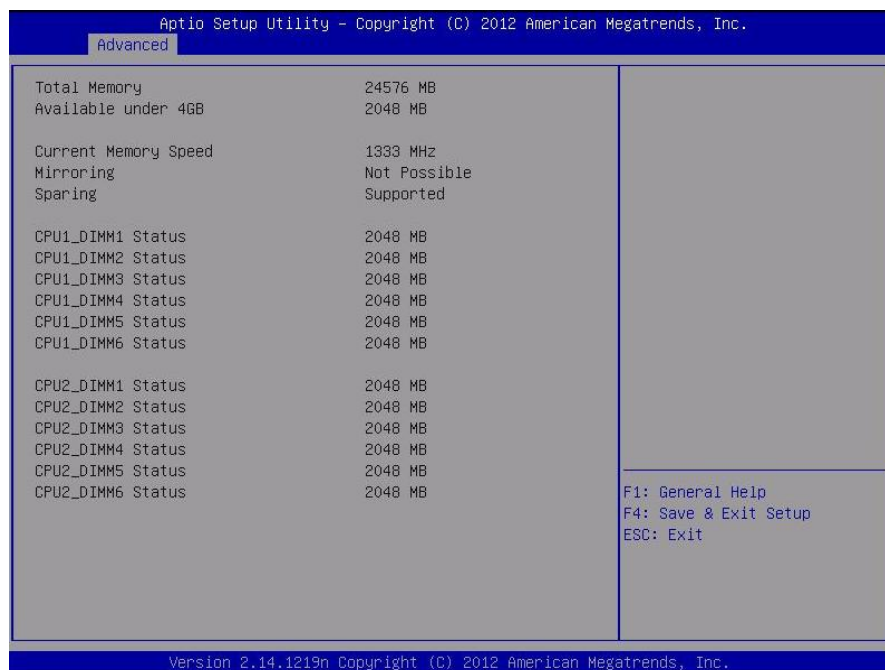 Aptio Setup Utility – Copyright (C) 2012 American Megatrends, Inc.
Advanced
Total Memory 24576 MB
Available under 4GB 2048 MB
Current Memory Speed 1333 MHz
Mirroring Not Possible
Sparing Supported
CPU1_DIMM1 Status 2048 MB
CPU1_DIMM2 Status 2048 MB
CPU1_DIMM3 Status 2048 MB
CPU1_DIMM4 Status 2048 MB
CPU1_DIMM5 Status 2048 MB
CPU1_DIMM6 Status 2048 MB
CPU2_DIMM1 Status 2048 MB
CPU2_DIMM2 Status 2048 MB
CPU2_DIMM3 Status 2048 MB
CPU2_DIMM4 Status 2048 MB
CPU2_DIMM5 Status 2048 MB
CPU2_DIMM6 Status 2048 MB
F1: General Help
F4: Save & Exit Setup
ESC: Exit
Version 2.14.1219n Copyright (C) 2012 American Megatrends, Inc.